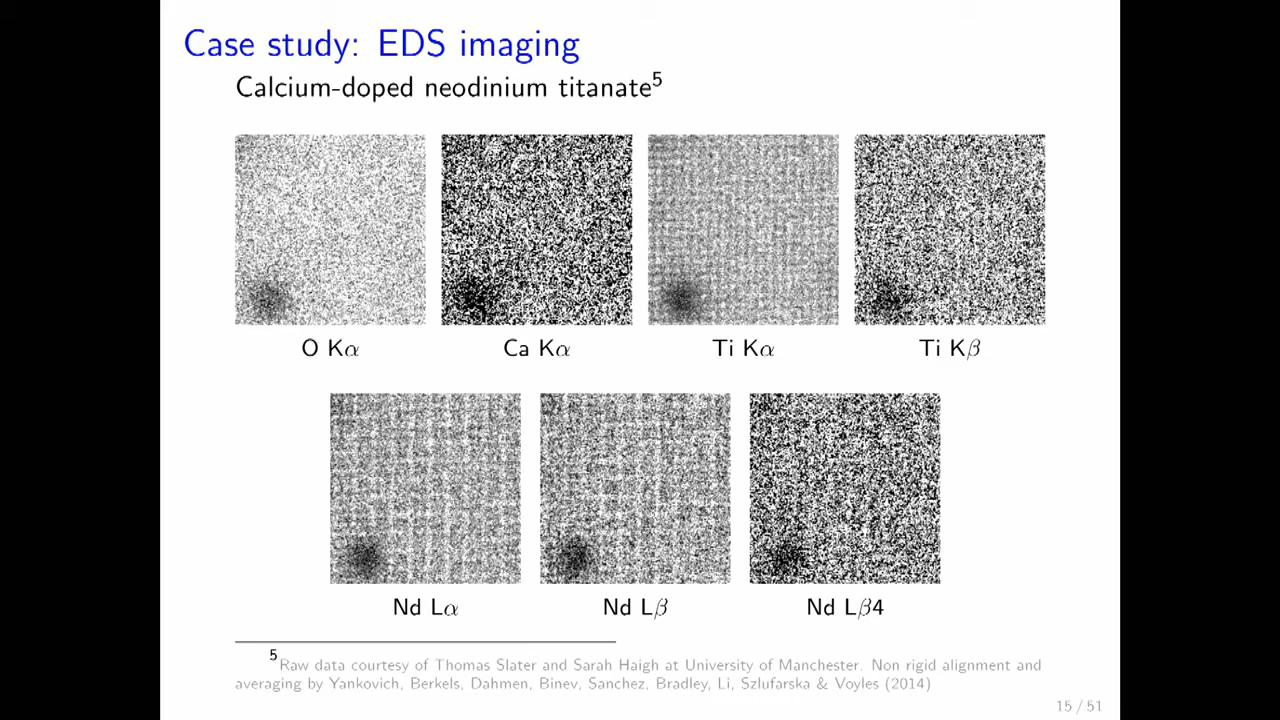 Case study: EDS imaging
Calcium-doped neodinium titanate5
O Kα
Ca Kα
Ti Kα
Ti Kβ
Nd Lα
Nd Lβ
Nd Lβ4
5Raw data courtesy of Thomas Slater and Sarah Haigh at University of Manchester. Non rigid alignment and
averaging by Yankovich, Berkels, Dahmen, Binev, Sanchez, Bradley, Li, Szlufarska & Voyles (2014)
15 / 51